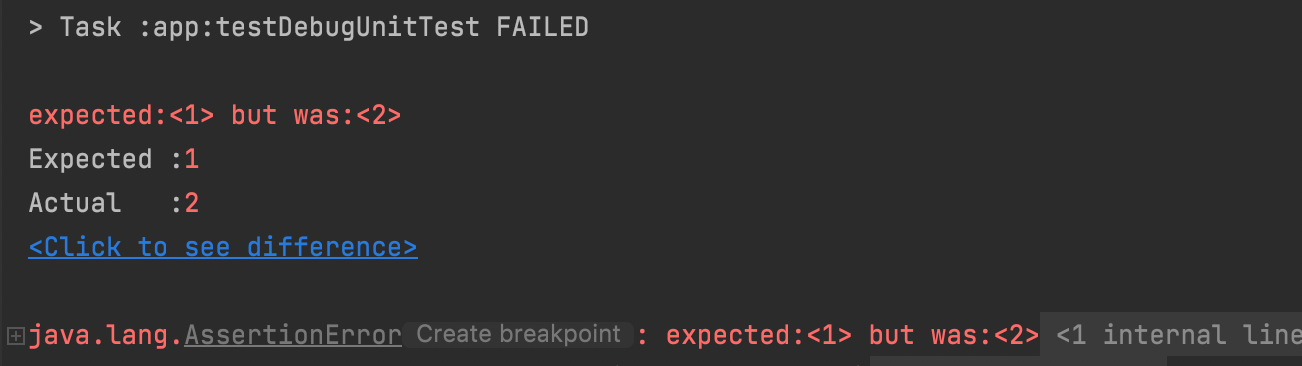 > Task :app:testDebugUnitTest FAILED
expected:<1> but was:<2>
Expected :1
Actual   :2
<Click to see difference>
java.lang.AssertionError Create breakpoint : expected:<1> but was:<2> <1 internal line